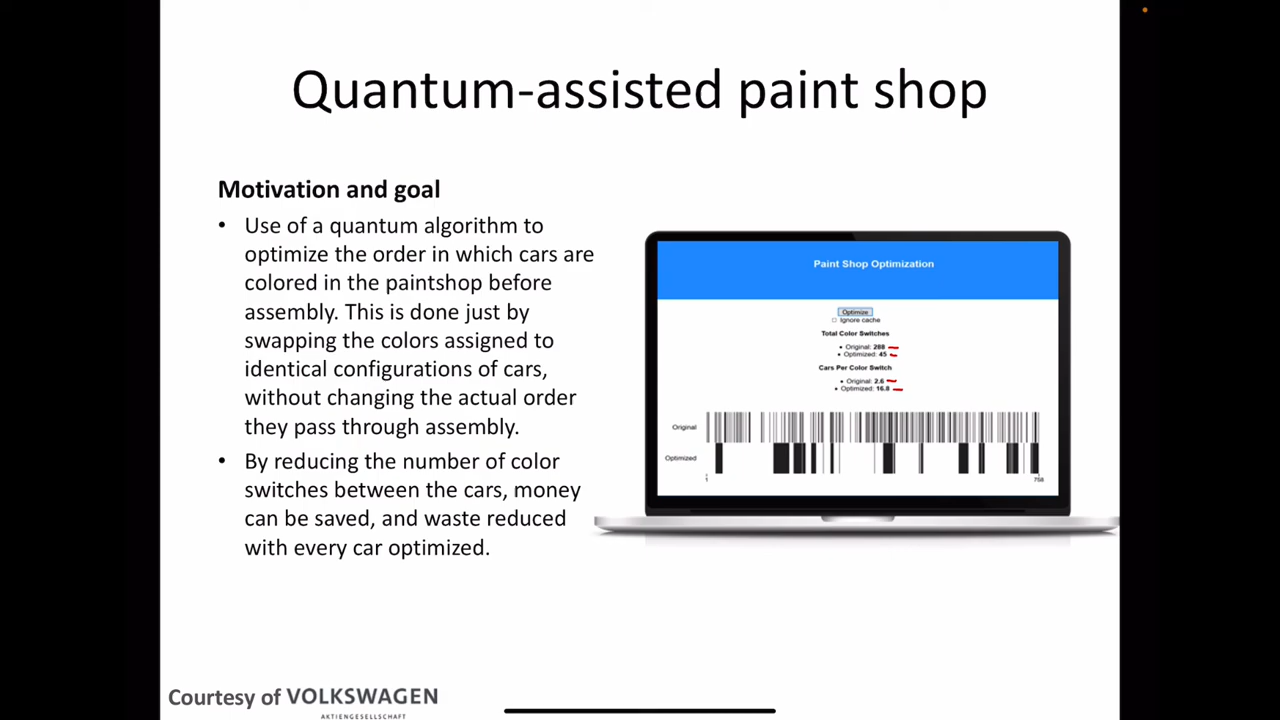 Quantum-assisted paint shop
Motivation and goal
• Use of a quantum algorithm to
optimize the order in which cars are
colored in the paintshop before
assembly. This is done just by
swapping the colors assigned to
identical configurations of cars,
without changing the actual order
they pass through assembly.
• By reducing the number of color
switches between the cars, money
can be saved, and waste reduced
with every car optimized.
Paint Shop Optimization
Optimize
Ignore cache
Total Color Switches
• Original: 288
• Optimized: 45
Cars Per Color Switch
• Original: 2.6
• Optimized: 16.8
Original
Optimized
1
Courtesy of VOLKSWAGEN
AKTIENGESELLSCHAFT